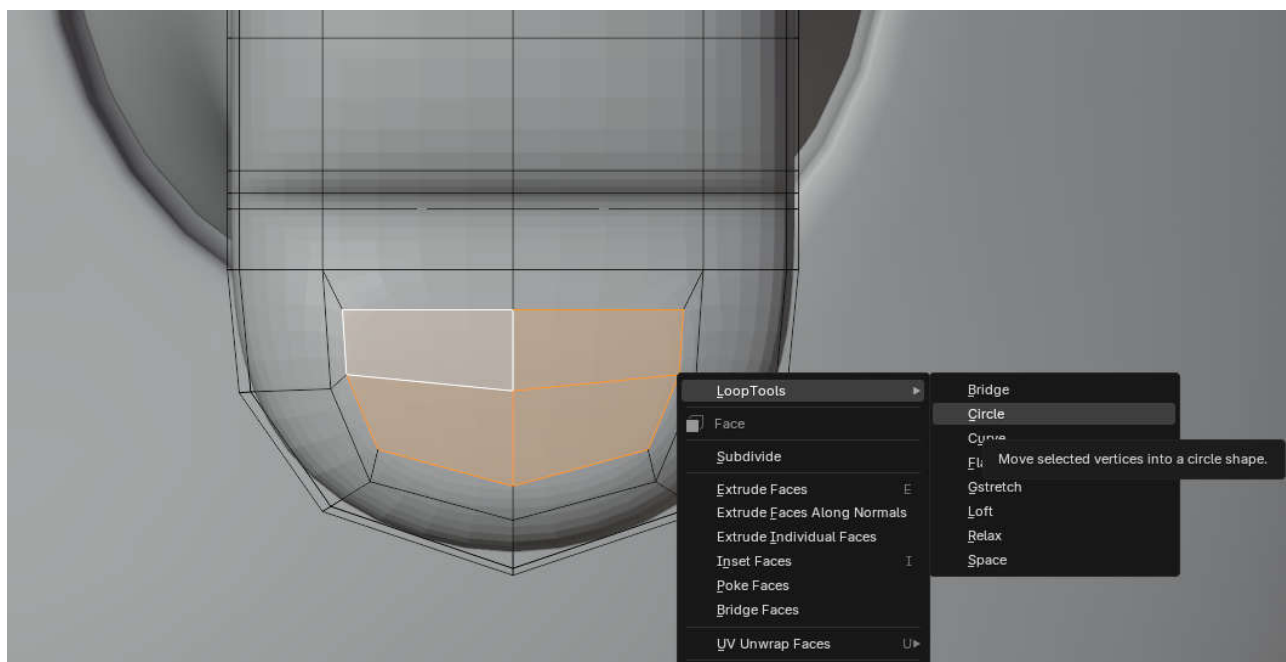 LoopTools
Face
Subdivide
Extrude Faces E
Extrude Faces Along Normals
Extrude Individual Faces
Inset Faces I
Poke Faces
Bridge Faces
UV Unwrap Faces U
Bridge
Circle
Curve
Move selected vertices into a circle shape.
Gstretch
Loft
Relax
Space